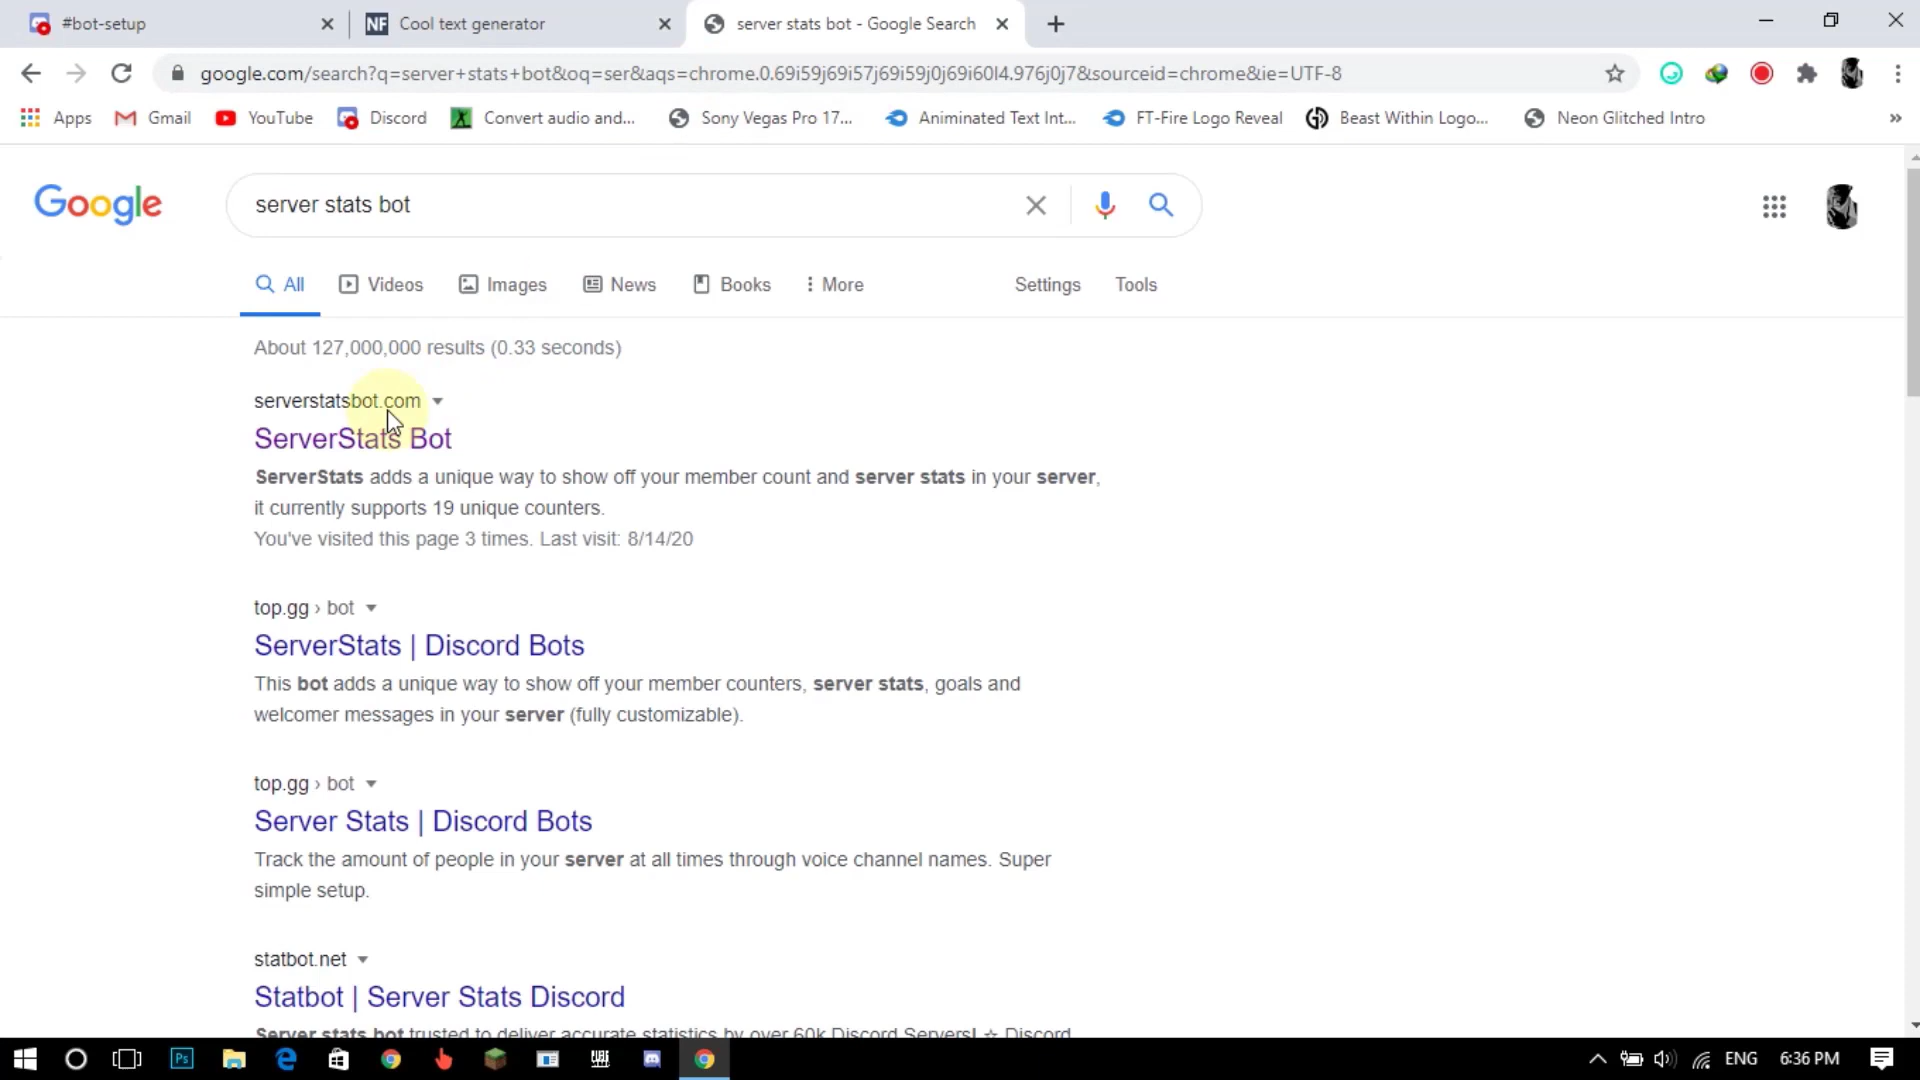 #bot-setup
NF Cool text generator
server stats bot - Google Search
google.com/search?q=server+stats+bot&oq=ser&aqs=chrome.0.69i59j69i57j69i59j0j69i60l4.976j0j7&sourceid=chrome&ie=UTF-8
Apps Gmail YouTube Discord Convert audio and... Sony Vegas Pro 17... Animinated Text Int... FT-Fire Logo Reveal Beast Within Logo... Neon Glitched Intro »
Google server stats bot
All Videos Images News Books More Settings Tools
About 127,000,000 results (0.33 seconds)
serverstatsbot.com
ServerStats Bot
ServerStats adds a unique way to show off your member count and server stats in your server,
it currently supports 19 unique counters.
You've visited this page 3 times. Last visit: 8/14/20
top.gg › bot
ServerStats | Discord Bots
This bot adds a unique way to show off your member counters, server stats, goals and
welcomer messages in your server (fully customizable).
top.gg › bot
Server Stats | Discord Bots
Track the amount of people in your server at all times through voice channel names. Super
simple setup.
statbot.net
Statbot | Server Stats Discord
Server stats bot trusted to deliver accurate statistics by over 60k Discord Servers! ☆ Discord
Ps ENG 6:36 PM